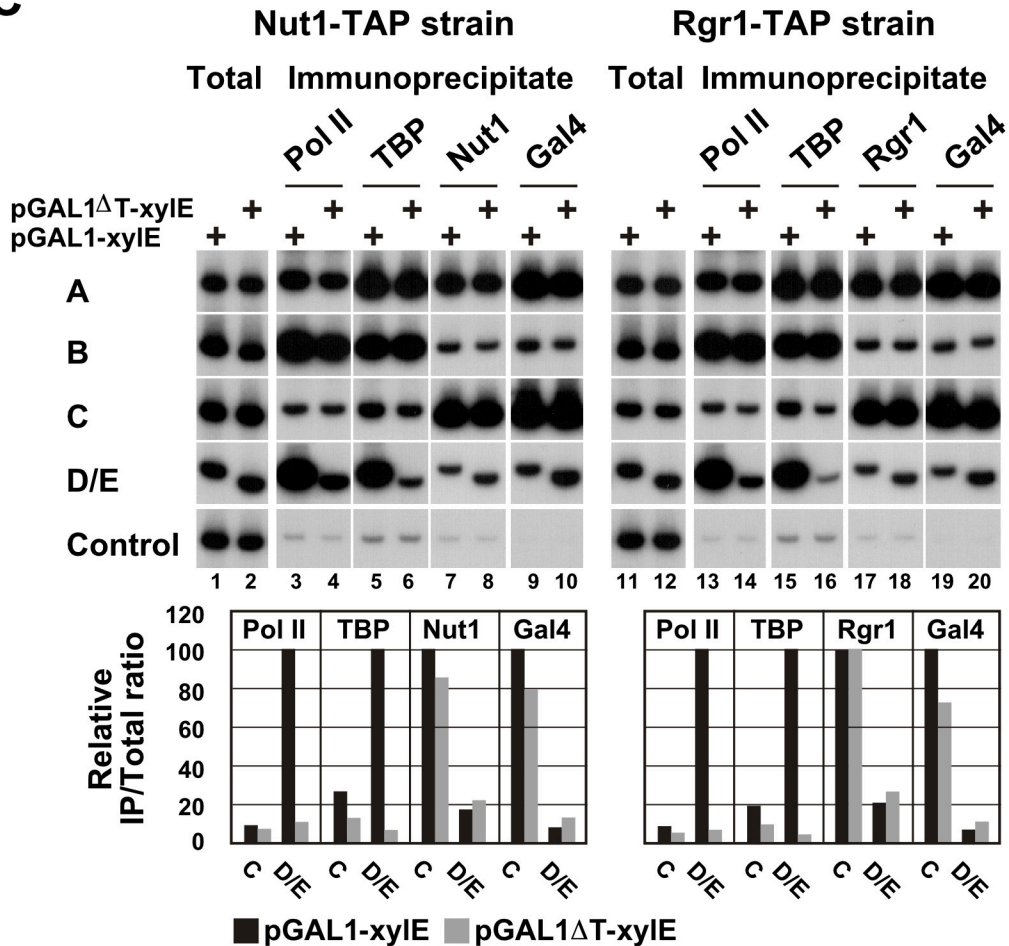 C
Nut1-TAP strain Rgr1-TAP strain
Total Immunoprecipitate Total Immunoprecipitate
Pol II TBP Nut1 Gal4 Pol II TBP Rgr1 Gal4
pGAL1ΔT-xylE + + + + + + + + + +
pGAL1-xylE + + + + + + + + + +
A
B
C
D/E
Control
1 2 3 4 5 6 7 8 9 10 11 12 13 14 15 16 17 18 19 20
Relative IP/Total ratio
120
100
80
60
40
20
0
Pol II TBP Nut1 Gal4 Pol II TBP Rgr1 Gal4
C D/E C D/E C D/E C D/E C D/E C D/E C D/E C D/E
pGAL1-xylE pGAL1ΔT-xylE